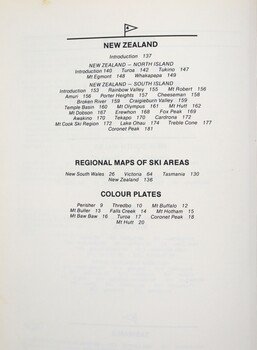 NEW ZEALAND
Introduction 137
NEW ZEALAND — NORTH ISLAND
Introduction 140 Turoa 142 Tukino 147
Mt Egmont 148 Whakapapa 149
NEW ZEALAND — SOUTH ISLAND
Introduction 153 Rainbow Valley 155 Mt Robert 156
Amuri 156 Porter Heights 157 Cheeseman 158
Broken River 159 Craigieburn Valley
Temple Basin 160 Mt Olympus 161 Mt Hutt 162
Mt Dobson 167 Erewhon 168 Fox Peak 169
Awakino 170 Tekapo 170 Cardrona 172
Mt Cook Ski Region 172 Lake Ohau 174 Treble Cone 177
Coronet Peak 181
REGIONAL MAPS OF SKI AREAS
New South Wales 26 Victoria 64 Tasmania 130
New Zealand 138
COLOUR PLATES
Perisher 9 Thredbo 10 Mt Buffalo 12
Mt Buller 13 Falls Creek 14 Mt Hotham 15
Mt Baw Baw 16 Turoa 17 Coronet Peak 18
Mt Hutt 20